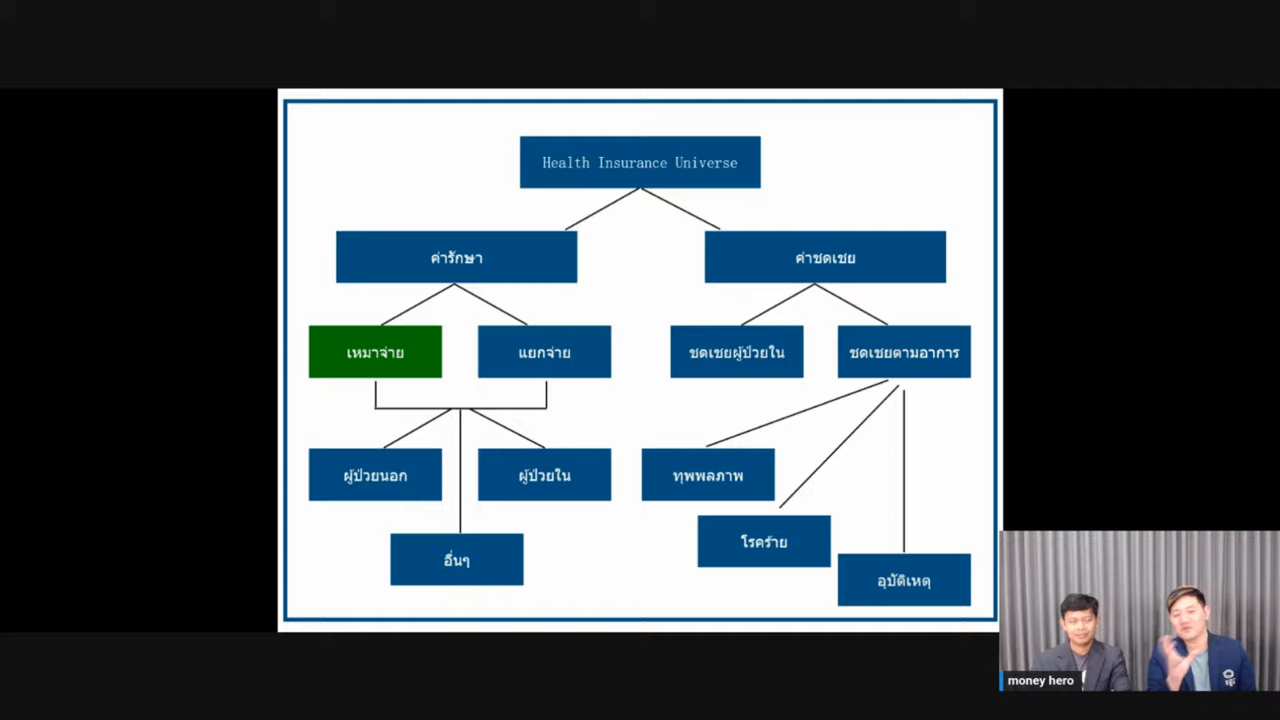 Health Insurance Universe
ค่ารักษา
ค่าชดเชย
เหมาจ่าย
แยกจ่าย
ชดเชยผู้ป่วยใน
ชดเชยตามอาการ
ผู้ป่วยนอก
ผู้ป่วยใน
ทุพพลภาพ
โรคร้าย
อื่นๆ
อุบัติเหตุ
money hero